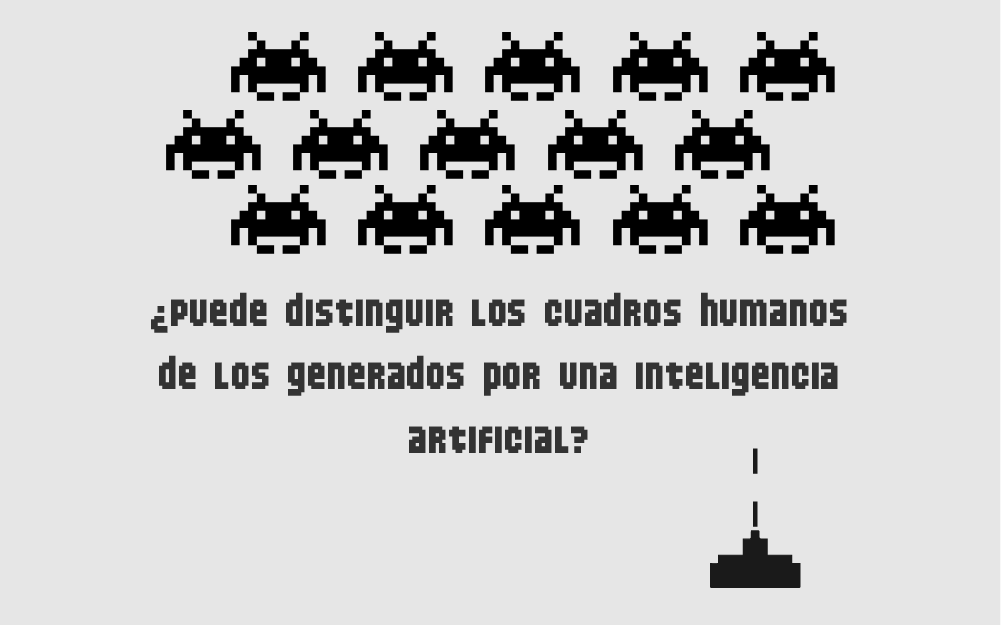 ¿Puede distinguir los cuadros humanos
de los generados por una inteligencia
artificial?